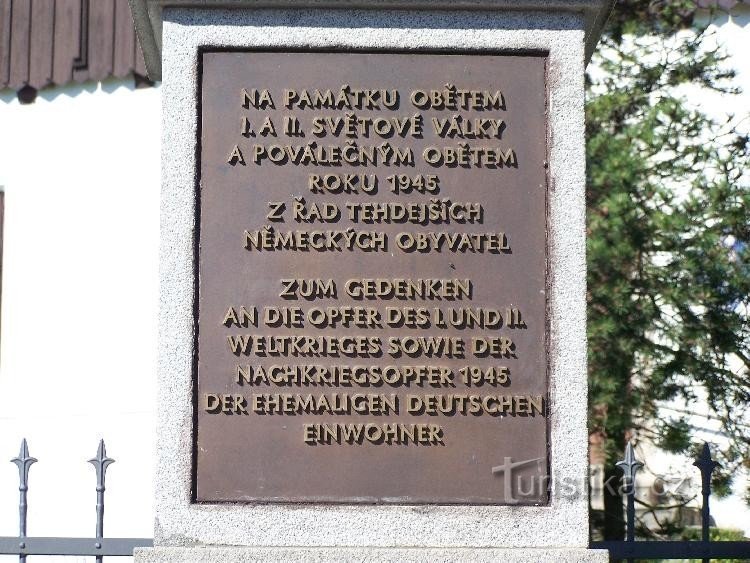 NA PAMÁTKU OBĚTEM
I. A II. SVĚTOVÉ VÁLKY
A POVÁLEČNÝM OBĚTEM
ROKU 1945
Z ŘAD TEHDEJŠÍCH
NĚMECKÝCH OBYVATEL
ZUM GEDENKEN
AN DIE OPFER DES I. UND II.
WELTKRIEGES SOWIE DER
NACHKRIEGSOPFER 1945
DER EHEMALIGEN DEUTSCHEN
EINWOHNER
turistika.cz